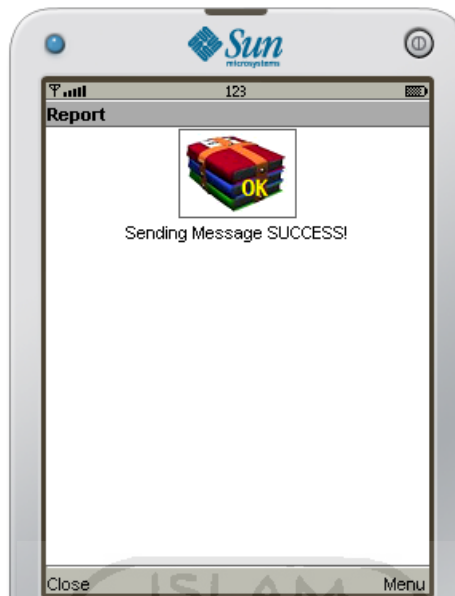 Sun
microsystems
123
Report
OK
Sending Message SUCCESS!
ISLAM
Close
Menu